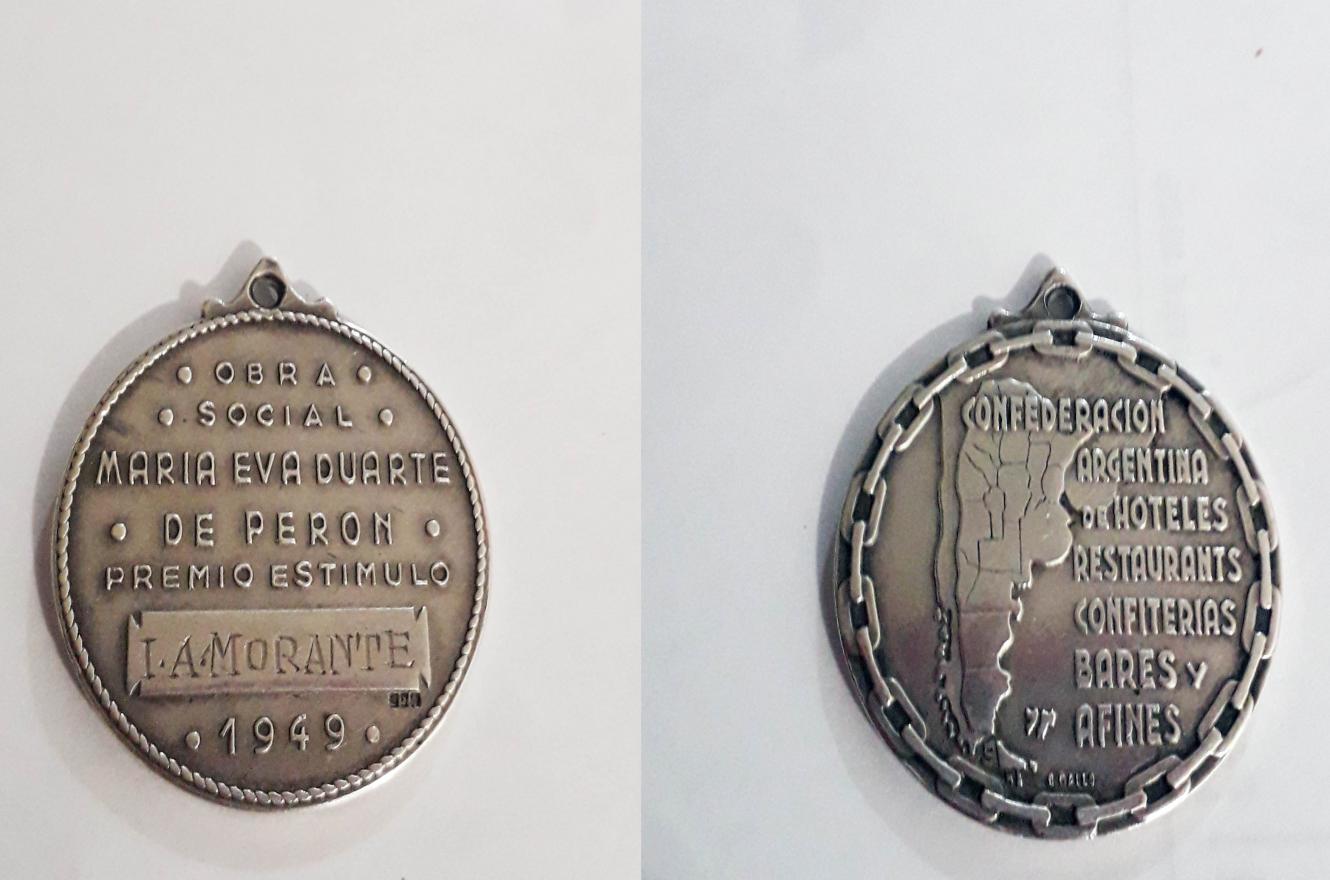 • OBRA •
• SOCIAL •
MARIA EVA DUARTE
• DE PERON •
PREMIO ESTIMULO
I.A.MORANTE
• 1949 •
CONFEDERACION
ARGENTINA
DE HOTELES
RESTAURANTS
CONFITERIAS
BARES Y
AFINES